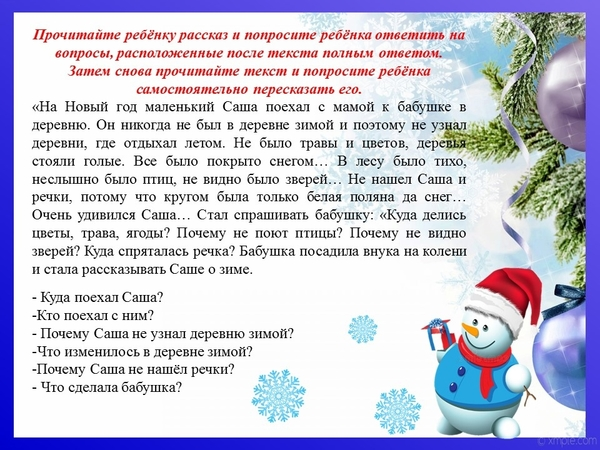 Прочитайте ребёнку рассказ и попросите ребёнка ответить на
вопросы, расположенные после текста полным ответом.
Затем снова прочитайте текст и попросите ребёнка
самостоятельно пересказать его.
«На Новый год маленький Саша поехал с мамой к бабушке в
деревню. Он никогда не был в деревне зимой и поэтому не узнал
деревни, где отдыхал летом. Не было травы и цветов, деревья
стояли голые. Все было покрыто снегом… В лесу было тихо,
неслышно было птиц, не видно было зверей… Не нашел Саша и
речки, потому что кругом была только белая поляна да снег…
Очень удивился Саша… Стал спрашивать бабушку: «Куда делись
цветы, трава, ягоды? Почему не поют птицы? Почему не видно
зверей? Куда спряталась речка? Бабушка посадила внука на колени
и стала рассказывать Саше о зиме.
- Куда поехал Саша?
-Кто поехал с ним?
- Почему Саша не узнал деревню зимой?
-Что изменилось в деревне зимой?
-Почему Саша не нашёл речки?
- Что сделала бабушка?
© xmple.com